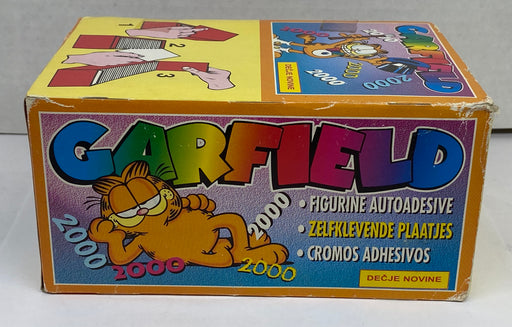 1
2
3
GARFIELD
2000
2000
2000
DEČJE NOVINE
GARFIELD
• FIGURINE AUTOADESIVE
• ZELFKLEVENDE PLAATJES
• CROMOS ADHESIVOS
2000
2000
2000
2000
DEČJE NOVINE